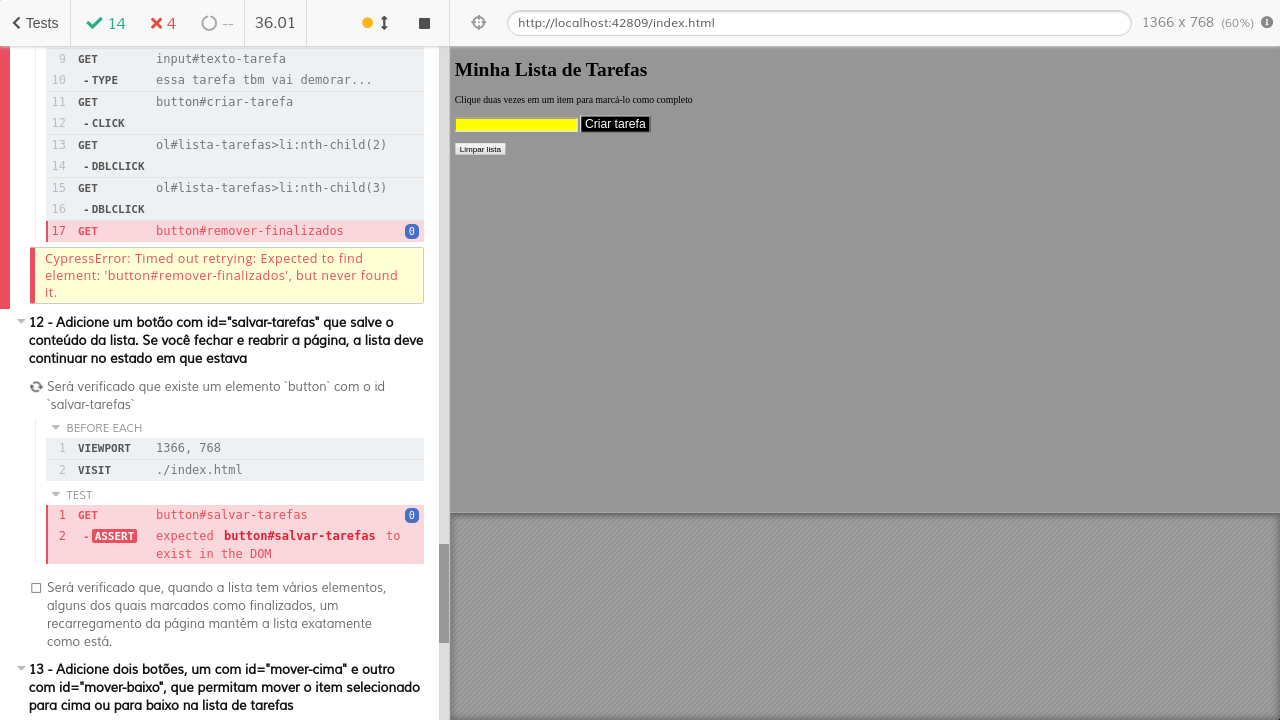 Tests 14 4 -- 36.01 http://localhost:42809/index.html 1366 x 768 (60%)
9 GET input#texto-tarefa
10 - TYPE essa tarefa tbm vai demorar...
11 GET button#criar-tarefa
12 - CLICK
13 GET ol#lista-tarefas>li:nth-child(2)
14 - DBLCLICK
15 GET ol#lista-tarefas>li:nth-child(3)
16 - DBLCLICK
17 GET button#remover-finalizados 0
CypressError: Timed out retrying: Expected to find
element: 'button#remover-finalizados', but never found
it.
12 - Adicione um botão com id="salvar-tarefas" que salve o
conteúdo da lista. Se você fechar e reabrir a página, a lista deve
continuar no estado em que estava
Será verificado que existe um elemento `button` com o id
`salvar-tarefas`
BEFORE EACH
1 VIEWPORT 1366, 768
2 VISIT ./index.html
TEST
1 GET button#salvar-tarefas 0
2 - ASSERT expected button#salvar-tarefas to
exist in the DOM
Será verificado que, quando a lista tem vários elementos,
alguns dos quais marcados como finalizados, um
recarregamento da página mantém a lista exatamente
como está.
13 - Adicione dois botões, um com id="mover-cima" e outro
com id="mover-baixo", que permitam mover o item selecionado
para cima ou para baixo na lista de tarefas
Minha Lista de Tarefas
Clique duas vezes em um item para marcá-lo como completo
Criar tarefa
Limpar lista